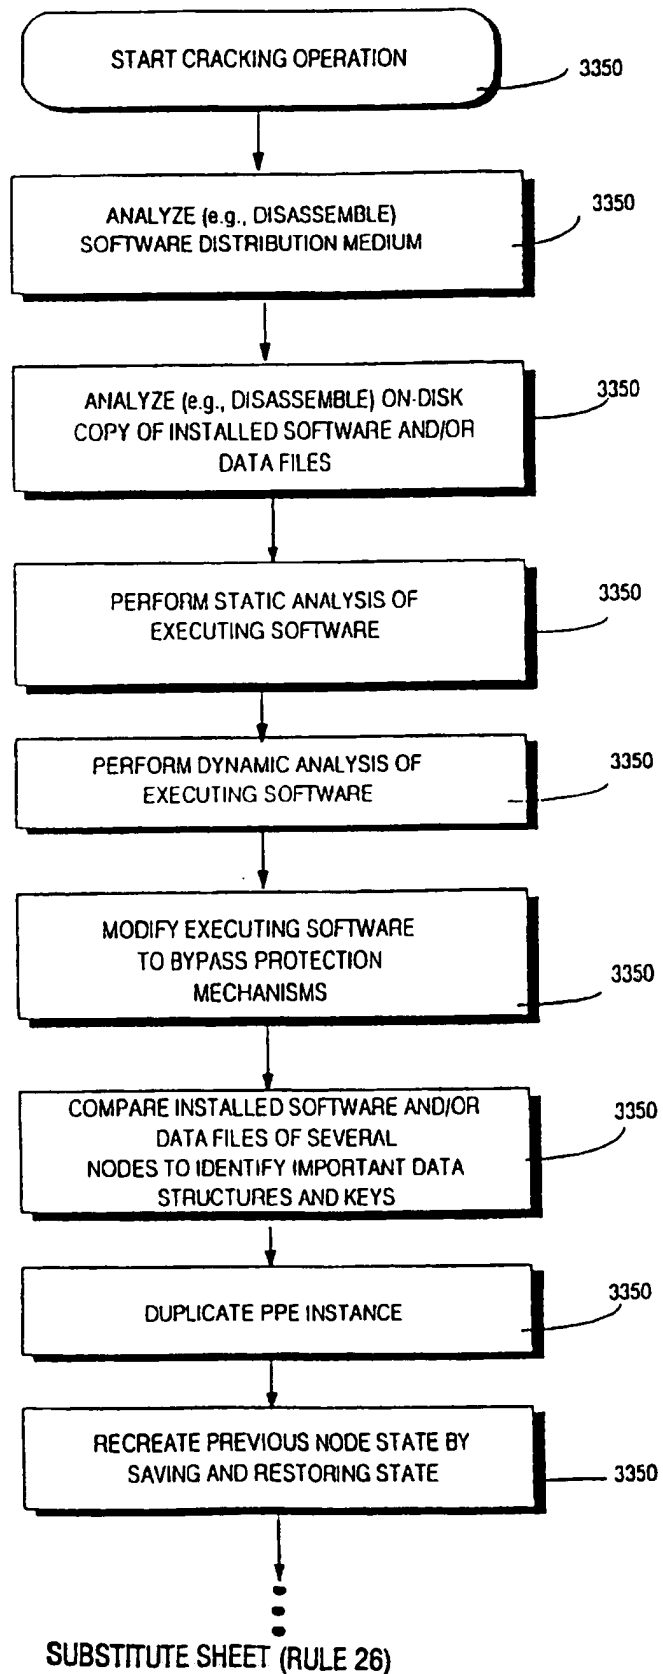 START CRACKING OPERATION
3350
ANALYZE (e.g., DISASSEMBLE)
SOFTWARE DISTRIBUTION MEDIUM
3350
ANALYZE (e.g., DISASSEMBLE) ON-DISK
COPY OF INSTALLED SOFTWARE AND/OR
DATA FILES
3350
PERFORM STATIC ANALYSIS OF
EXECUTING SOFTWARE
3350
PERFORM DYNAMIC ANALYSIS OF
EXECUTING SOFTWARE
3350
MODIFY EXECUTING SOFTWARE
TO BYPASS PROTECTION
MECHANISMS
3350
COMPARE INSTALLED SOFTWARE AND/OR
DATA FILES OF SEVERAL
NODES TO IDENTIFY IMPORTANT DATA
STRUCTURES AND KEYS
3350
DUPLICATE PPE INSTANCE
3350
RECREATE PREVIOUS NODE STATE BY
SAVING AND RESTORING STATE
3350
SUBSTITUTE SHEET (RULE 26)